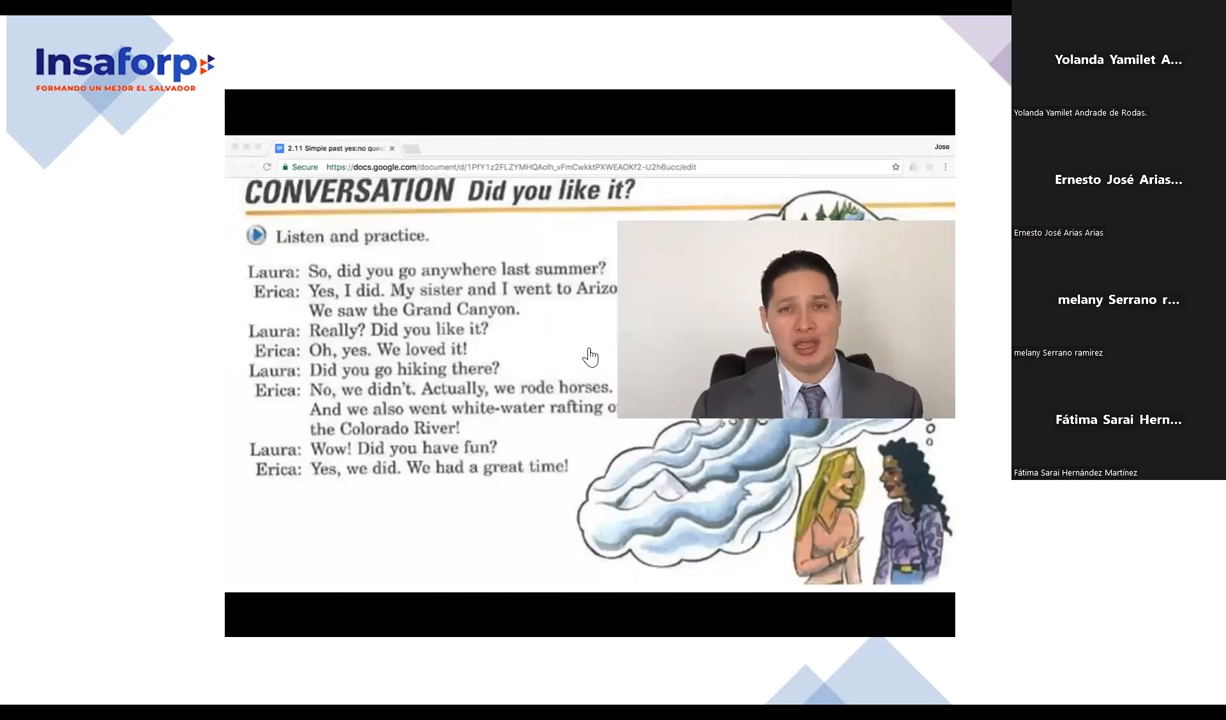 Insaforp
FORMANDO UN MEJOR EL SALVADOR
2.11 Simple past yes:no ques
Jose
Secure https://docs.google.com/document/d/
CONVERSATION Did you like it?
Listen and practice.
Laura: So, did you go anywhere last summer?
Erica: Yes, I did. My sister and I went to Arizo
We saw the Grand Canyon.
Laura: Really? Did you like it?
Erica: Oh, yes. We loved it!
Laura: Did you go hiking there?
Erica: No, we didn't. Actually, we rode horses.
And we also went white-water rafting o
the Colorado River!
Laura: Wow! Did you have fun?
Erica: Yes, we did. We had a great time!
Yolanda Yamilet A...
Yolanda Yamilet Andrade de Rodas.
Ernesto José Arias...
Ernesto José Arias Arias
melany Serrano r...
melany Serrano ramirez
Fátima Sarai Hern...
Fátima Sarai Hernández Martínez